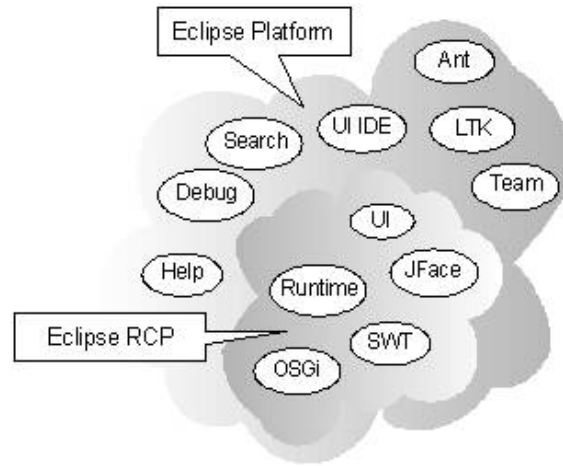 Eclipse Platform
Ant
UI IDE
LTK
Search
Team
Debug
UI
Help
JFace
Runtime
Eclipse RCP
SWT
OSGi